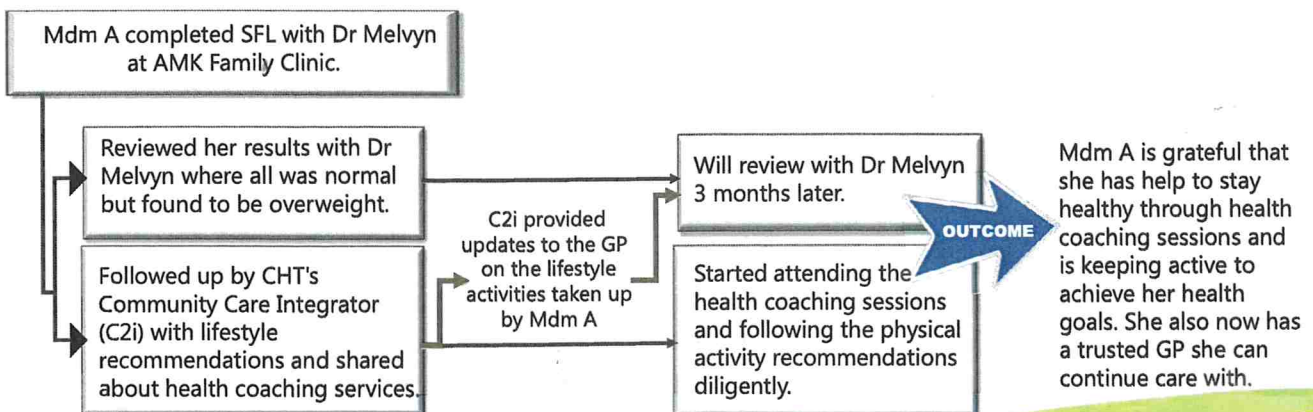 Mdm A completed SFL with Dr Melvyn
at AMK Family Clinic.
Reviewed her results with Dr
Melvyn where all was normal
but found to be overweight.
Followed up by CHT's
Community Care Integrator
(C2i) with lifestyle
recommendations and shared
about health coaching services.
C2i provided
updates to the GP
on the lifestyle
activities taken up
by Mdm A
Will review with Dr Melvyn
3 months later.
Started attending the
health coaching sessions
and following the physical
activity recommendations
diligently.
OUTCOME
Mdm A is grateful that
she has help to stay
healthy through health
coaching sessions and
is keeping active to
achieve her health
goals. She also now has
a trusted GP she can
continue care with.